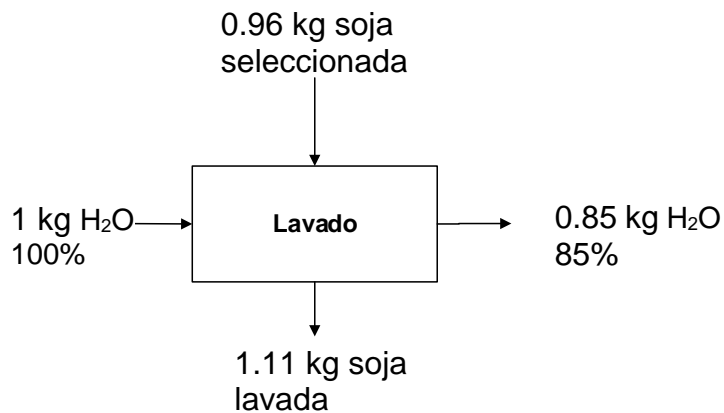 0.96 kg soja
seleccionada
1 kg H₂O
100%
Lavado
0.85 kg H₂O
85%
1.11 kg soja
lavada